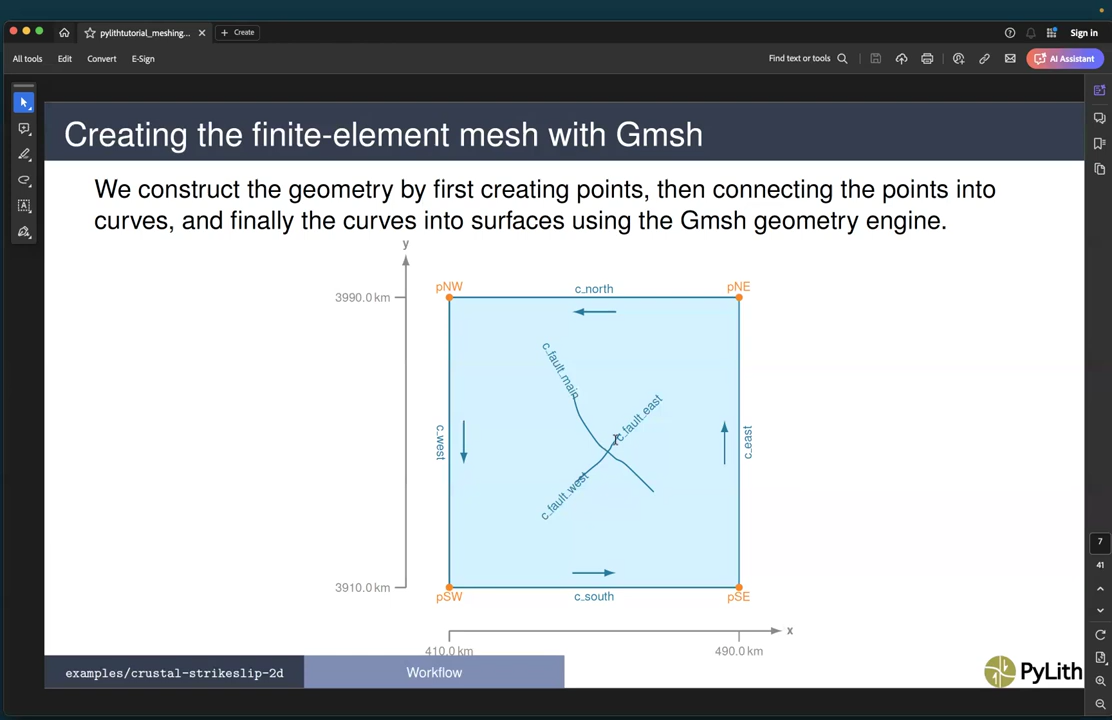 pylithtutorial_meshing...
Create
Sign in
All tools
Edit
Convert
E-Sign
Find text or tools
AI Assistant
Creating the finite-element mesh with Gmsh
We construct the geometry by first creating points, then connecting the points into
curves, and finally the curves into surfaces using the Gmsh geometry engine.
y
pNW
c_north
pNE
3990.0 km
c_fault_main
c_fault_east
c_west
c_east
c_fault_west
3910.0 km
pSW
c_south
pSE
x
410.0 km
490.0 km
examples/crustal-strikeslip-2d
Workflow
PyLith
7
41